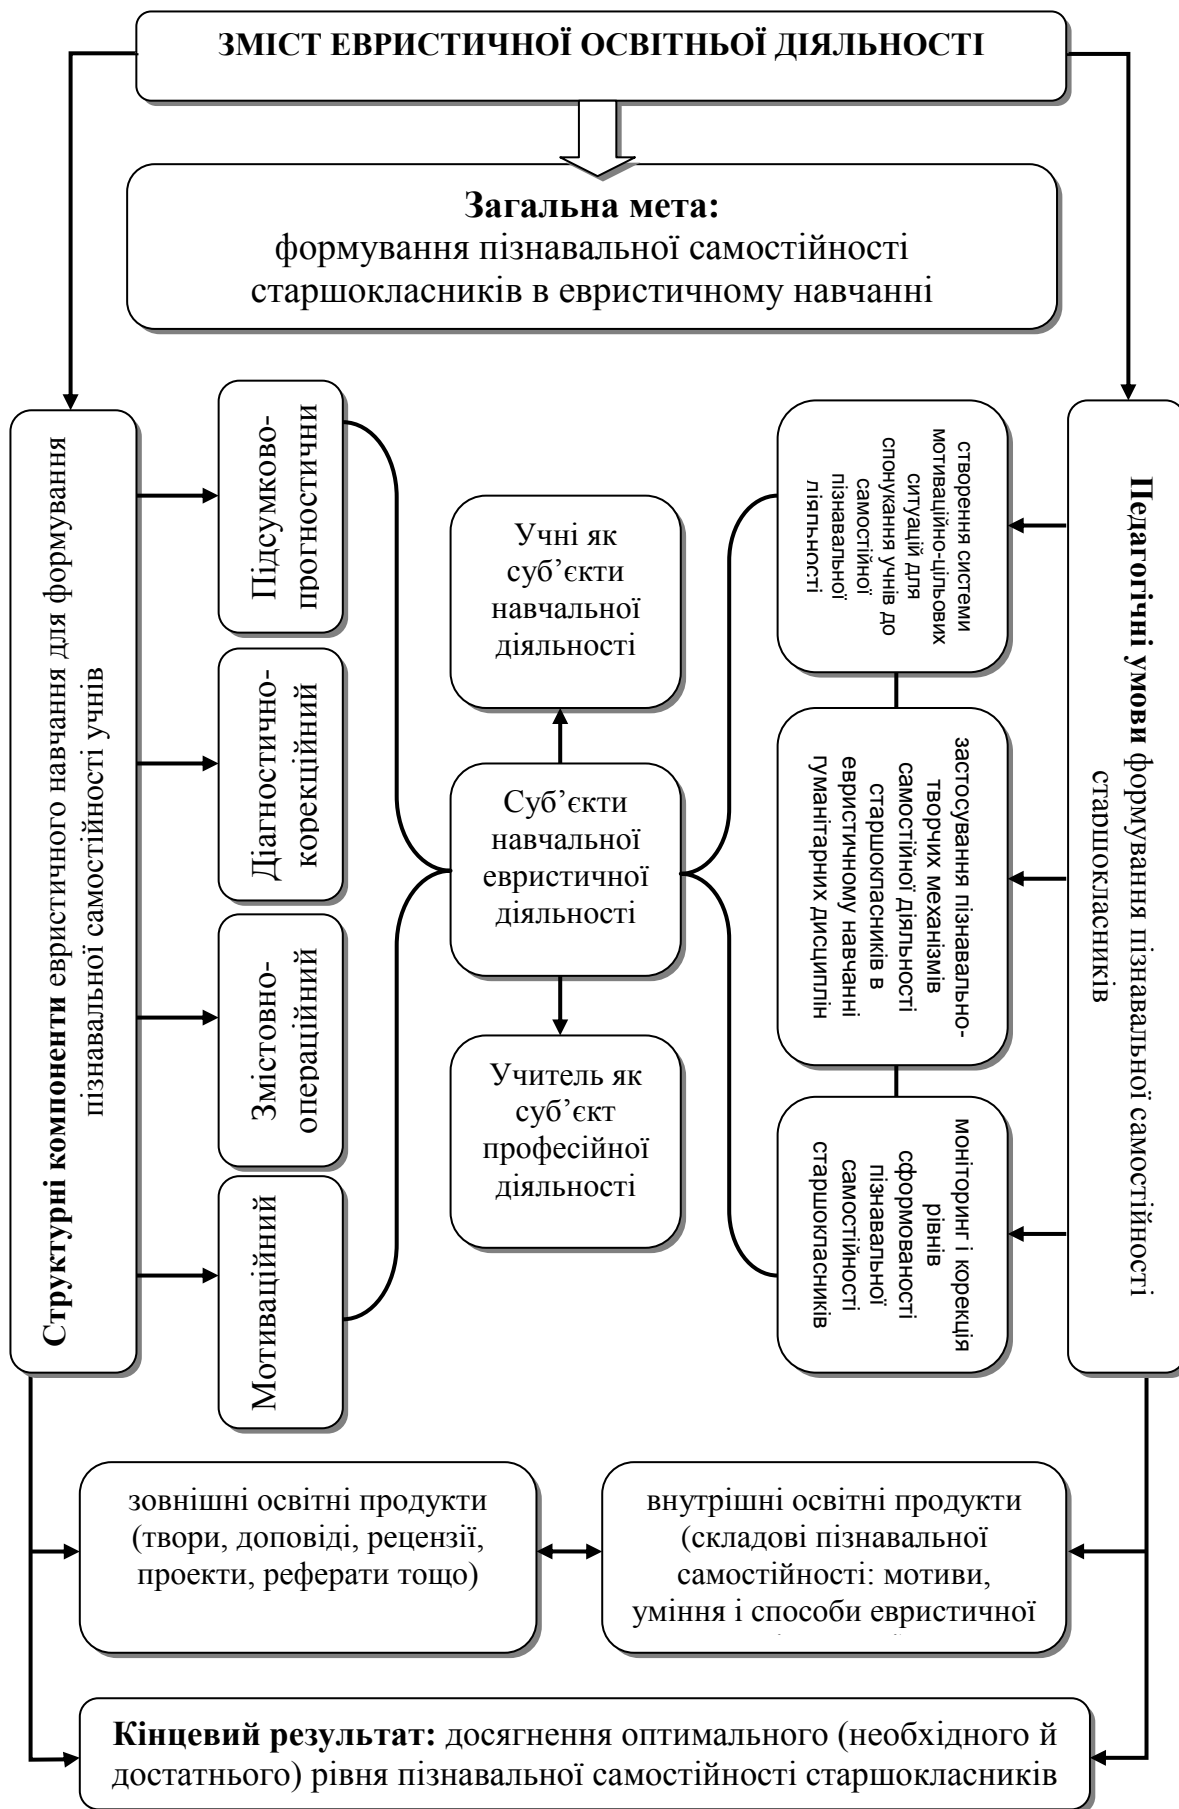 ЗМІСТ ЕВРИСТИЧНОЇ ОСВІТНЬОЇ ДІЯЛЬНОСТІ
Загальна мета:
формування пізнавальної самостійності
старшокласників в евристичному навчанні
Структурні компоненти евристичного навчання для формування
пізнавальної самостійності учнів
Підсумково-
прогностични
Діагностично-
корекційний
Змістовно-
операційний
Мотиваційний
Учні як
суб’єкти
навчальної
діяльності
Суб’єкти
навчальної
евристичної
діяльності
Учитель як
суб’єкт
професійної
діяльності
створення системи
мотиваційно-цільових
ситуацій для
спонукання учнів до
самостійної
пізнавальної
діяльності
застосування пізнавально-
творчих механізмів
самостійної діяльності
старшокласників в
евристичному навчанні
гуманітарних дисциплін
моніторинг і корекція
рівнів
сформованості
пізнавальної
самостійності
старшокласників
Педагогічні умови формування пізнавальної самостійності
старшокласників
зовнішні освітні продукти
(твори, доповіді, рецензії,
проекти, реферати тощо)
внутрішні освітні продукти
(складові пізнавальної
самостійності: мотиви,
уміння і способи евристичної
Кінцевий результат: досягнення оптимального (необхідного й
достатнього) рівня пізнавальної самостійності старшокласників